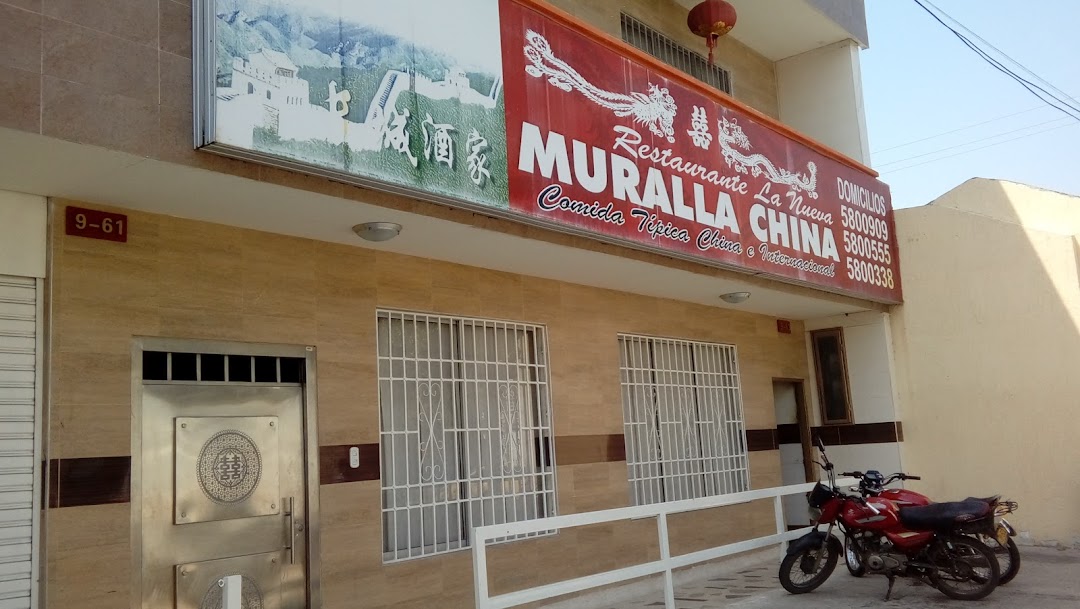 9-61
長城酒家
囍
Restaurante La Nueva
MURALLA CHINA
Comida Típica China e Internacional
DOMICILIOS
5800909
5800555
5800338
囍